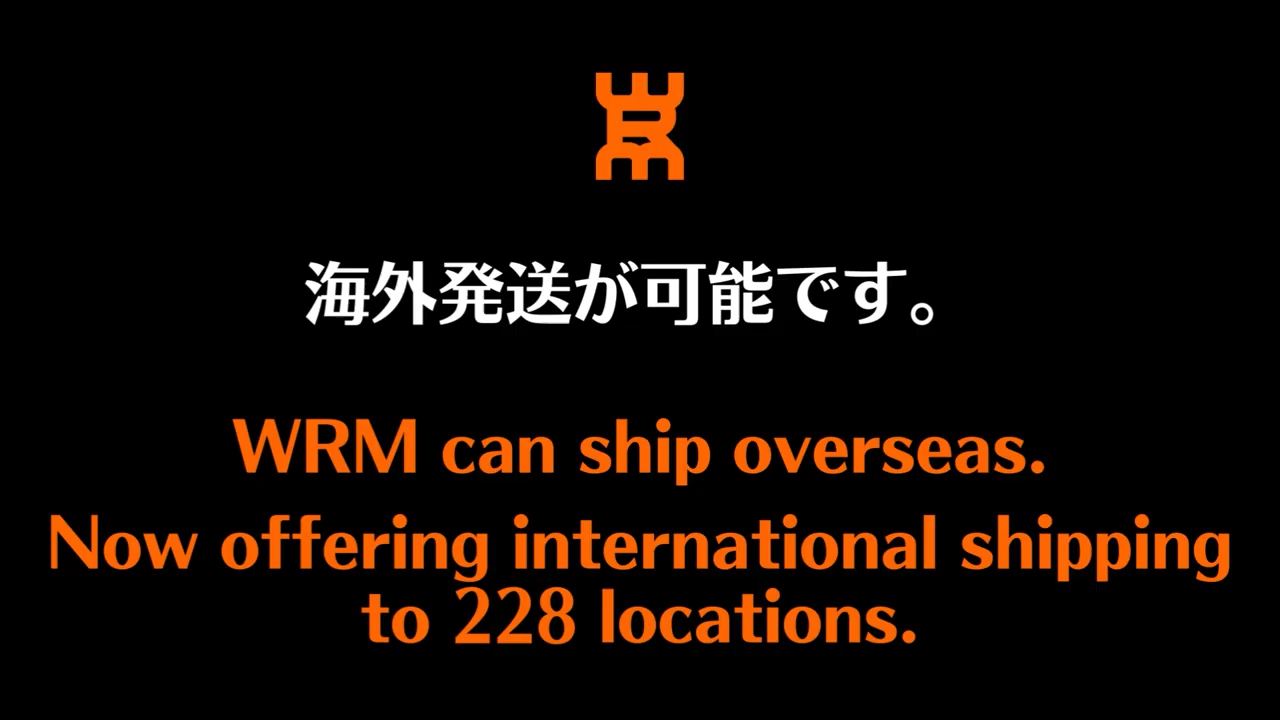 海外発送が可能です。
WRM can ship overseas.
Now offering international shipping
to 228 locations.